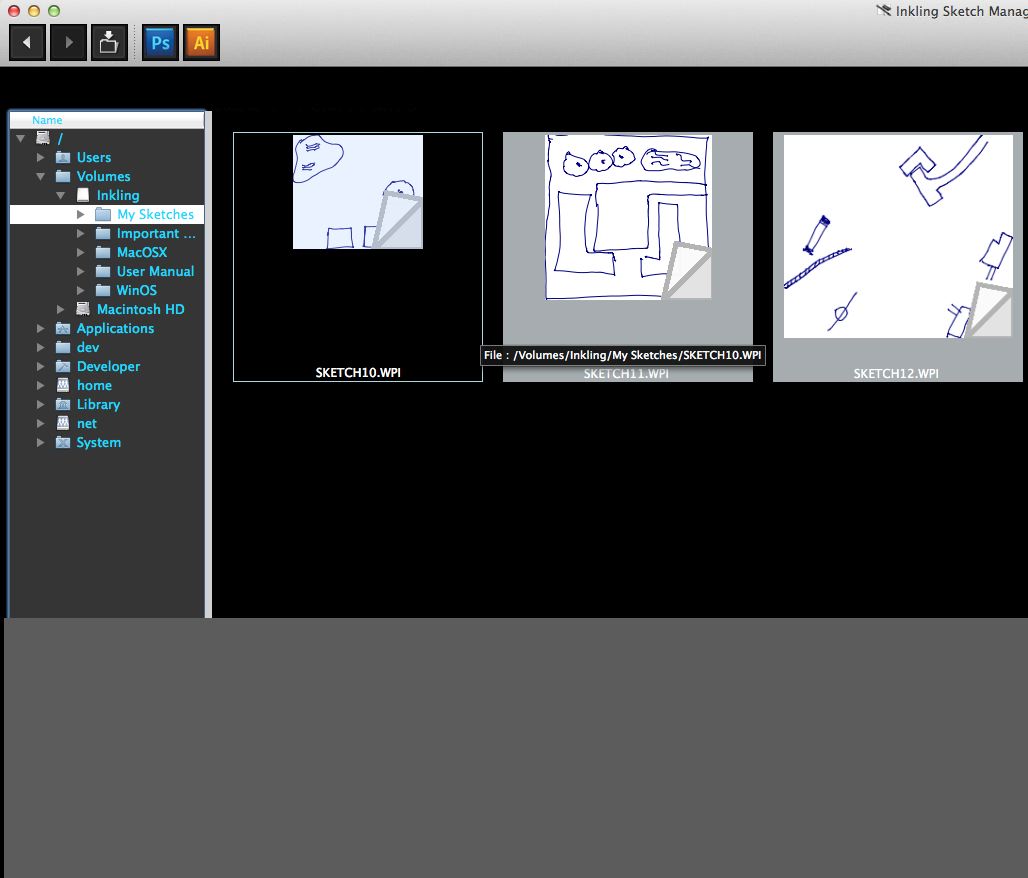 Inkling Sketch Manag
Ps Ai
Name
/
Users
Volumes
Inkling
My Sketches
Important ...
MacOSX
User Manual
WinOS
Macintosh HD
Applications
dev
Developer
home
Library
net
System
File : /Volumes/Inkling/My Sketches/SKETCH10.WPI
SKETCH10.WPI
SKETCH11.WPI
SKETCH12.WPI